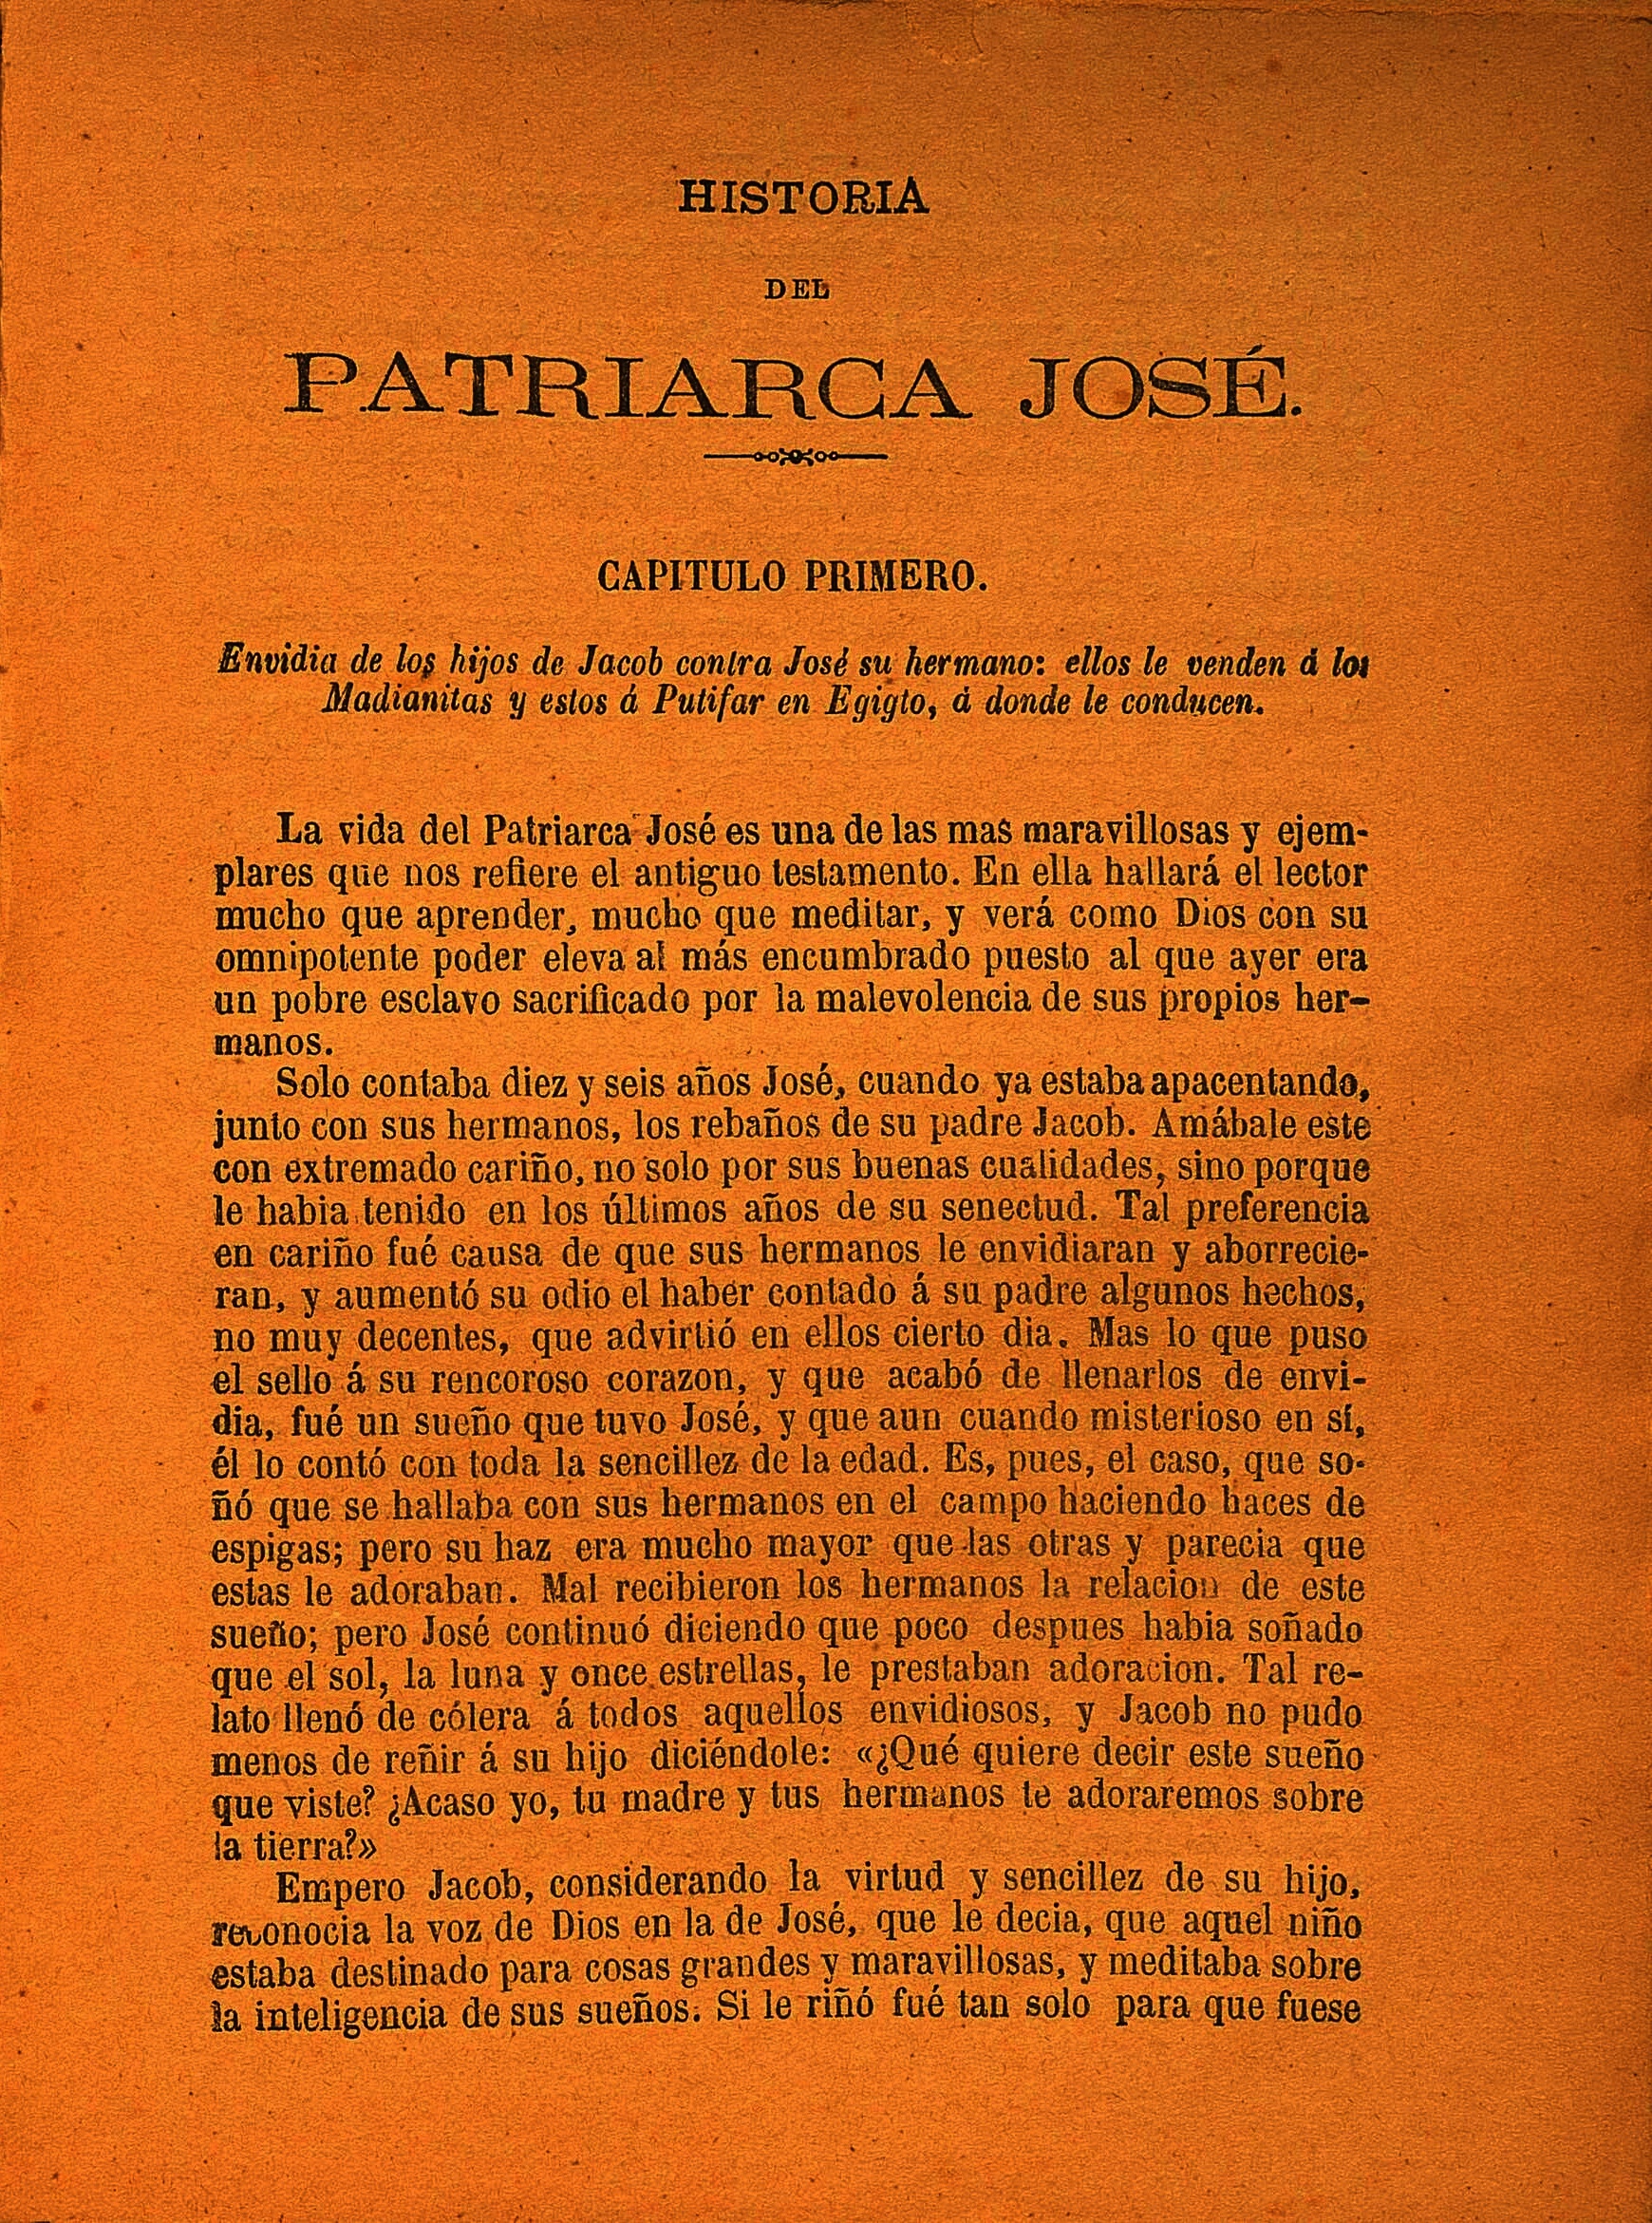 HISTORIA
DEL
PATRIARCA JOSÉ.
CAPITULO PRIMERO.
Envidia de los hijos de Jacob contra José su hermano: ellos le venden á los
Madianitas y estos á Putifar en Egigto, á donde le conducen.
La vida del Patriarca José es una de las mas maravillosas y ejem-
plares que nos refiere el antiguo testamento. En ella hallará el lector
mucho que aprender, mucho que meditar, y verá como Dios con su
omnipotente poder eleva al más encumbrado puesto al que ayer era
un pobre esclavo sacrificado por la malevolencia de sus propios her-
manos.
Solo contaba diez y seis años José, cuando ya estaba apacentando,
junto con sus hermanos, los rebaños de su padre Jacob. Amábale este
con extremado cariño, no solo por sus buenas cualidades, sino porque
le habia tenido en los últimos años de su senectud. Tal preferencia
en cariño fué causa de que sus hermanos le envidiaran y aborrecie-
ran, y aumentó su odio el haber contado á su padre algunos hechos,
no muy decentes, que advirtió en ellos cierto dia. Mas lo que puso
el sello á su rencoroso corazon, y que acabó de llenarlos de envi-
dia, fué un sueño que tuvo José, y que aun cuando misterioso en sí,
él lo contó con toda la sencillez de la edad. Es, pues, el caso, que so-
ñó que se hallaba con sus hermanos en el campo haciendo haces de
espigas; pero su haz era mucho mayor que las otras y parecia que
estas le adoraban. Mal recibieron los hermanos la relacion de este
sueño; pero José continuó diciendo que poco despues habia soñado
que el sol, la luna y once estrellas, le prestaban adoracion. Tal re-
lato llenó de cólera á todos aquellos envidiosos, y Jacob no pudo
menos de reñir á su hijo diciéndole: «¿Qué quiere decir este sueño
que viste? ¿Acaso yo, tu madre y tus hermanos te adoraremos sobre
la tierra?»
Empero Jacob, considerando la virtud y sencillez de su hijo,
reconocia la voz de Dios en la de José, que le decia, que aquel niño
estaba destinado para cosas grandes y maravillosas, y meditaba sobre
la inteligencia de sus sueños. Si le riñó fué tan solo para que fuese